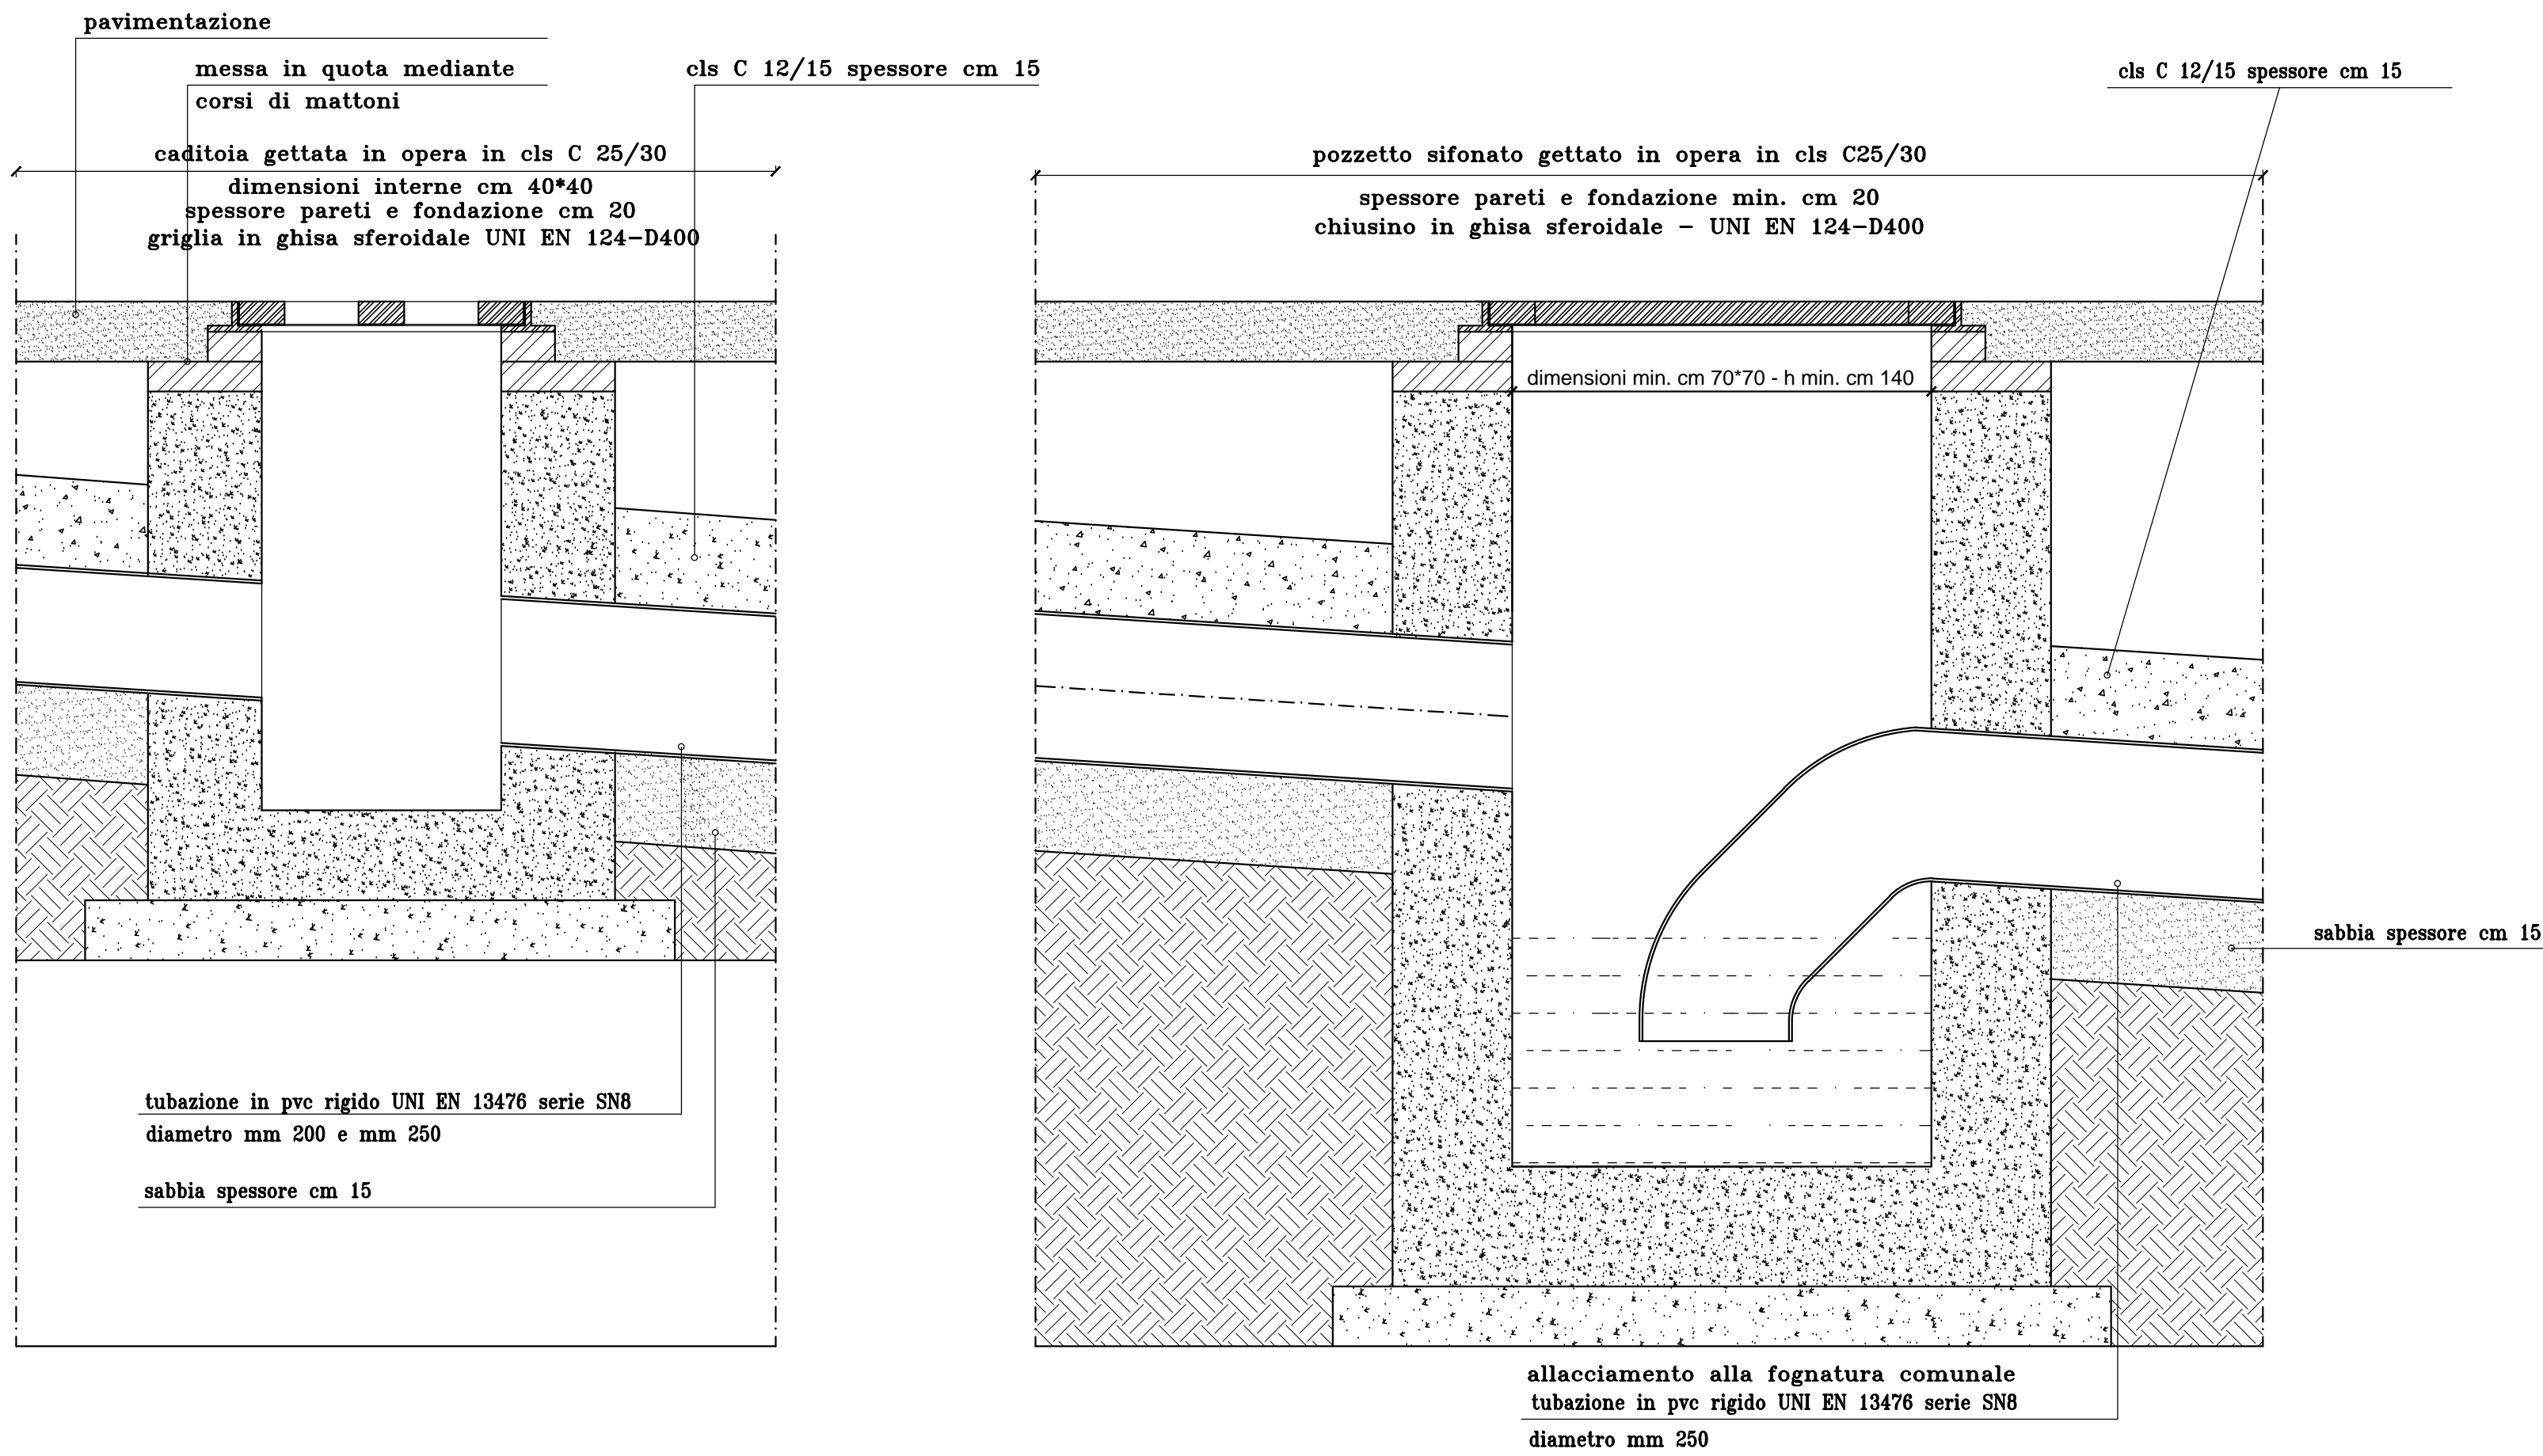 pavimentazione
messa in quota mediante
corsi di mattoni
cls C 12/15 spessore cm 15
caditoia gettata in opera in cls C 25/30
dimensioni interne cm 40*40
spessore pareti e fondazione cm 20
griglia in ghisa sferoidale UNI EN 124-D400
tubazione in pvc rigido UNI EN 13476 serie SN8
diametro mm 200 e mm 250
sabbia spessore cm 15
cls C 12/15 spessore cm 15
pozzetto sifonato gettato in opera in cls C25/30
spessore pareti e fondazione min. cm 20
chiusino in ghisa sferoidale - UNI EN 124-D400
dimensioni min. cm 70*70 - h min. cm 140
sabbia spessore cm 15
allacciamento alla fognatura comunale
tubazione in pvc rigido UNI EN 13476 serie SN8
diametro mm 250